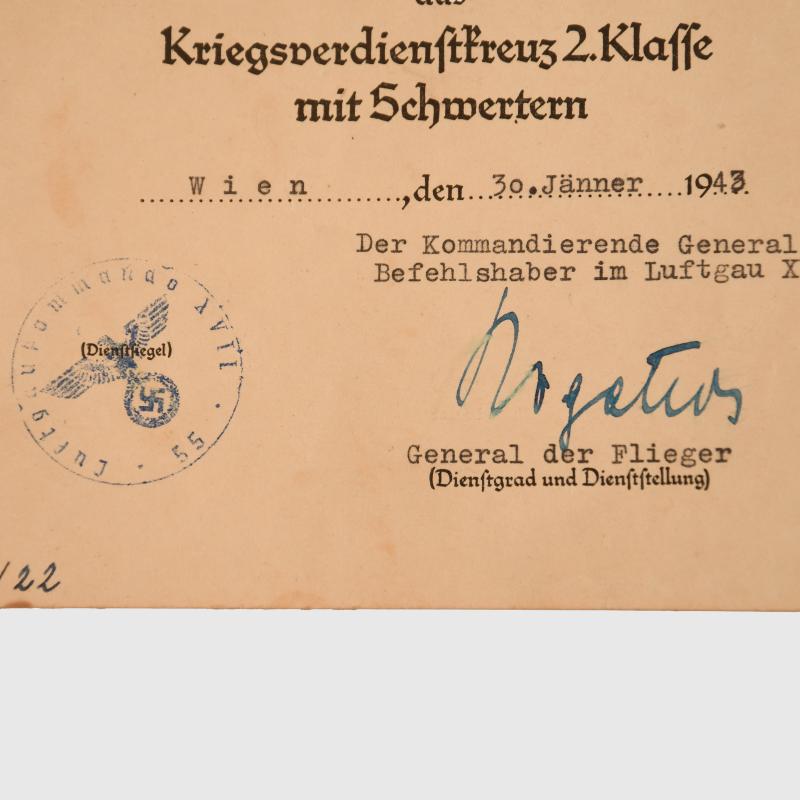 das
Kriegsverdienstkreuz 2. Klasse
mit Schwertern
Wien, den 30. Jänner 1943.
Der Kommandierende General
Befehlshaber im Luftgau X
Luftgaukommando XVII · 55 ·
(Dienstsiegel)
General der Flieger
(Dienstgrad und Dienststellung)
/22